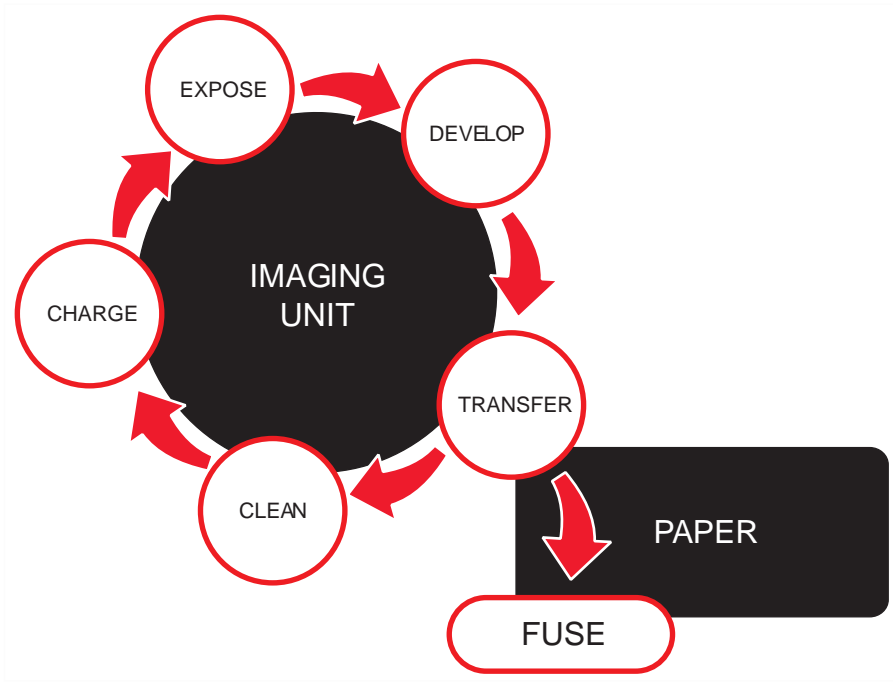 EXPOSE
DEVELOP
IMAGING
UNIT
CHARGE
TRANSFER
CLEAN
PAPER
FUSE